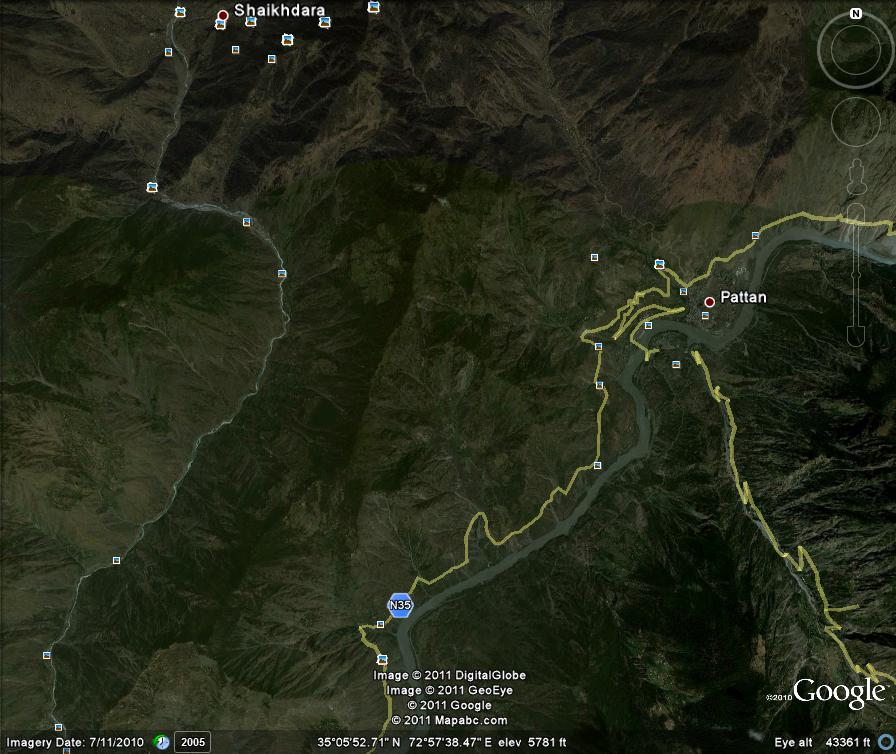 Shaikhdara
N
Pattan
N35
Image © 2011 DigitalGlobe
Image © 2011 GeoEye
© 2011 Google
© 2011 Mapabc.com
©2010 Google
Imagery Date: 7/11/2010 2005 35°05'52.71" N 72°57'38.47" E elev 5781 ft Eye alt 43361 ft